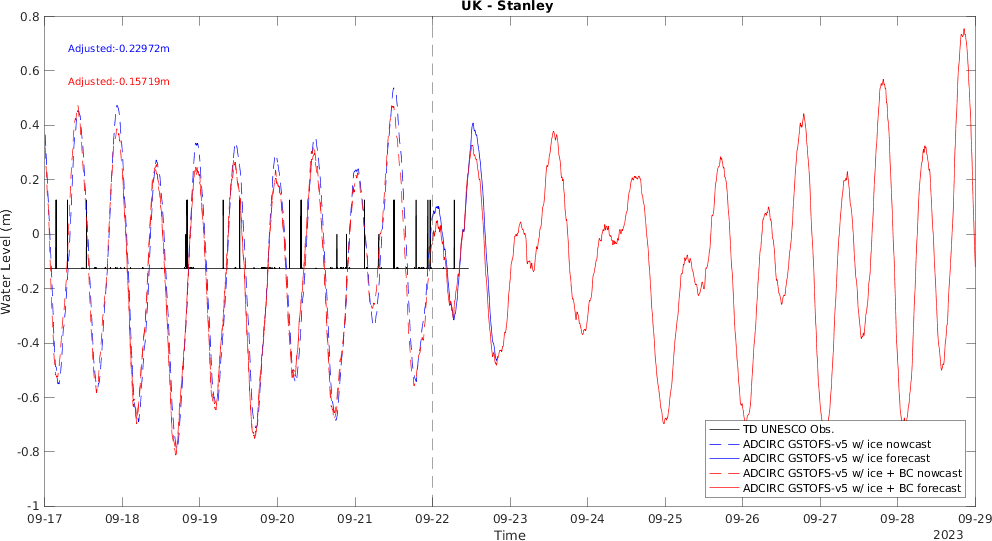 UK - Stanley
Adjusted:-0.22972m
Adjusted:-0.15719m
0.8
0.6
0.4
0.2
0
-0.2
-0.4
-0.6
-0.8
-1
Water Level (m)
TD UNESCO Obs.
ADCIRC GSTOFS-v5 w/ ice nowcast
ADCIRC GSTOFS-v5 w/ ice forecast
ADCIRC GSTOFS-v5 w/ ice + BC nowcast
ADCIRC GSTOFS-v5 w/ ice + BC forecast
09-17 09-18 09-19 09-20 09-21 09-22 09-23 09-24 09-25 09-26 09-27 09-28 09-29
Time
2023